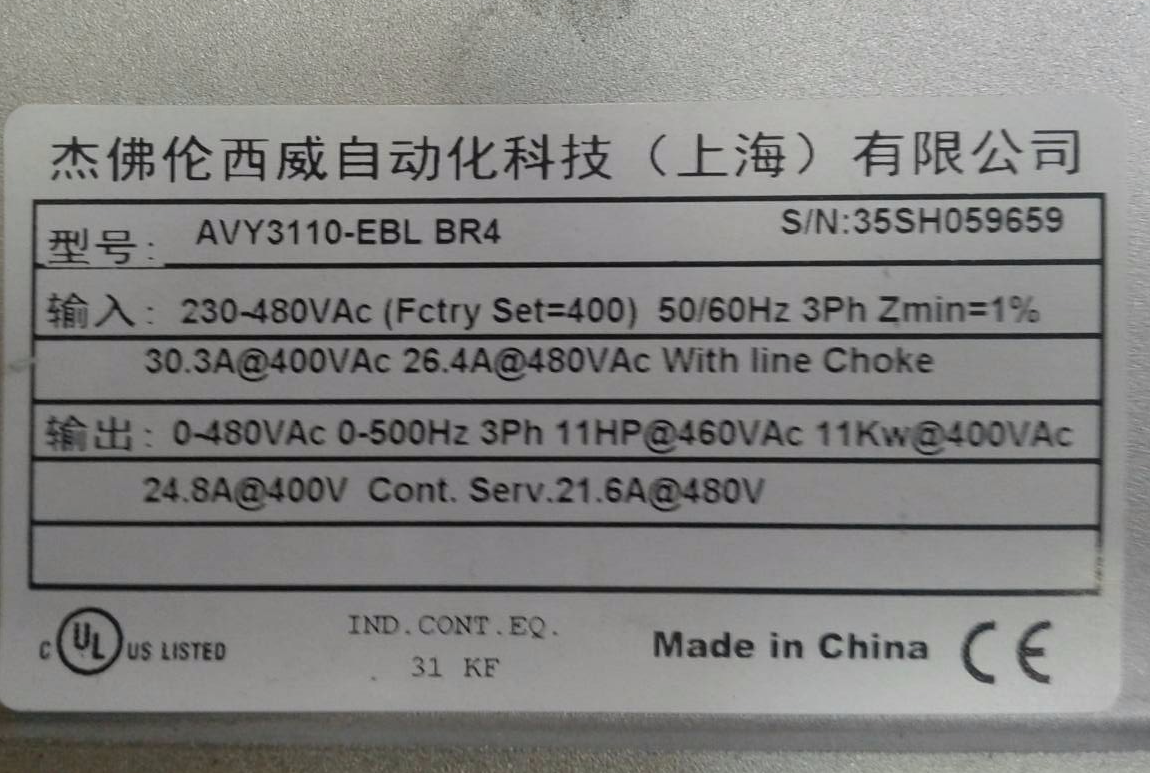 杰佛伦西威自动化科技（上海）有限公司
型号: AVY3110-EBL BR4 S/N:35SH059659
输入: 230-480VAc (Fctry Set=400) 50/60Hz 3Ph Zmin=1%
30.3A@400VAc 26.4A@480VAc With line Choke
输出: 0-480VAc 0-500Hz 3Ph 11HP@460VAc 11Kw@400VAc
24.8A@400V Cont. Serv.21.6A@480V
C UL US LISTED
IND.CONT.EQ.
31 KF
Made in China CE